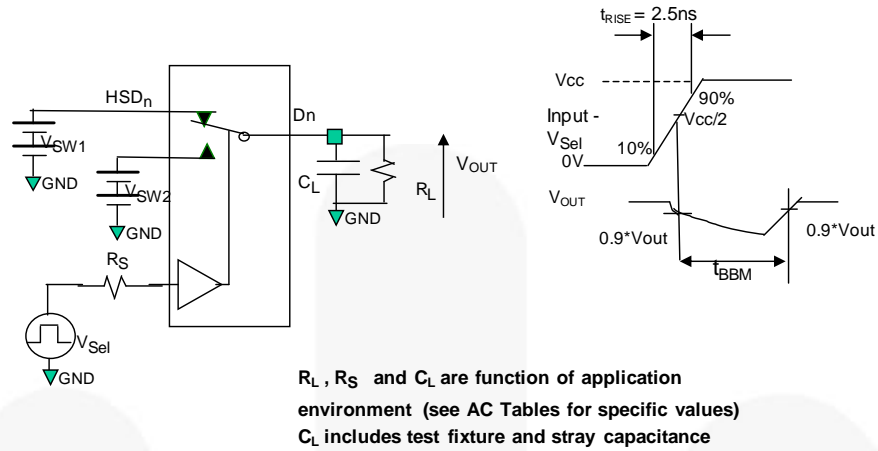 tRISE = 2.5ns
HSDn
Dn
VSW1
GND
VSW2
GND
CL
RL
VOUT
GND
RS
VSel
GND
Vcc
90%
Input -
VSel
Vcc/2
10%
0V
VOUT
0.9*Vout
0.9*Vout
tBBM
RL , RS and CL are function of application
environment (see AC Tables for specific values)
CL includes test fixture and stray capacitance